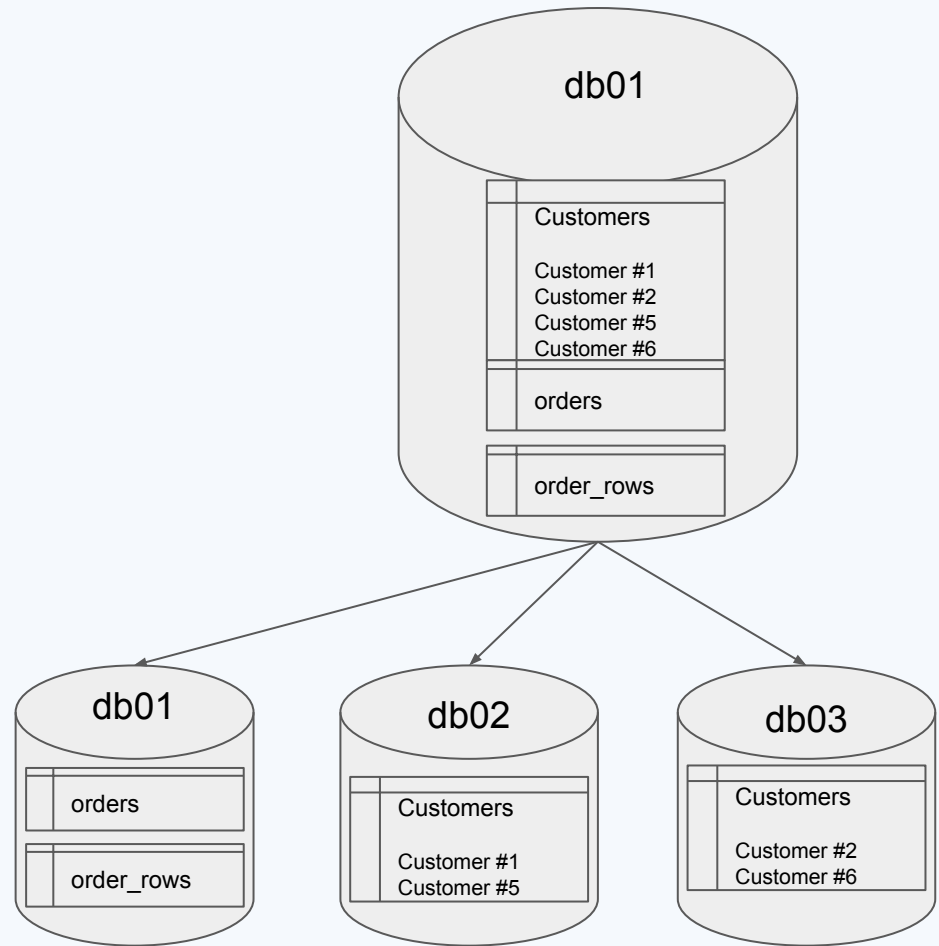 db01
Customers
Customer #1
Customer #2
Customer #5
Customer #6
orders
order_rows
db01
orders
order_rows
db02
Customers
Customer #1
Customer #5
db03
Customers
Customer #2
Customer #6